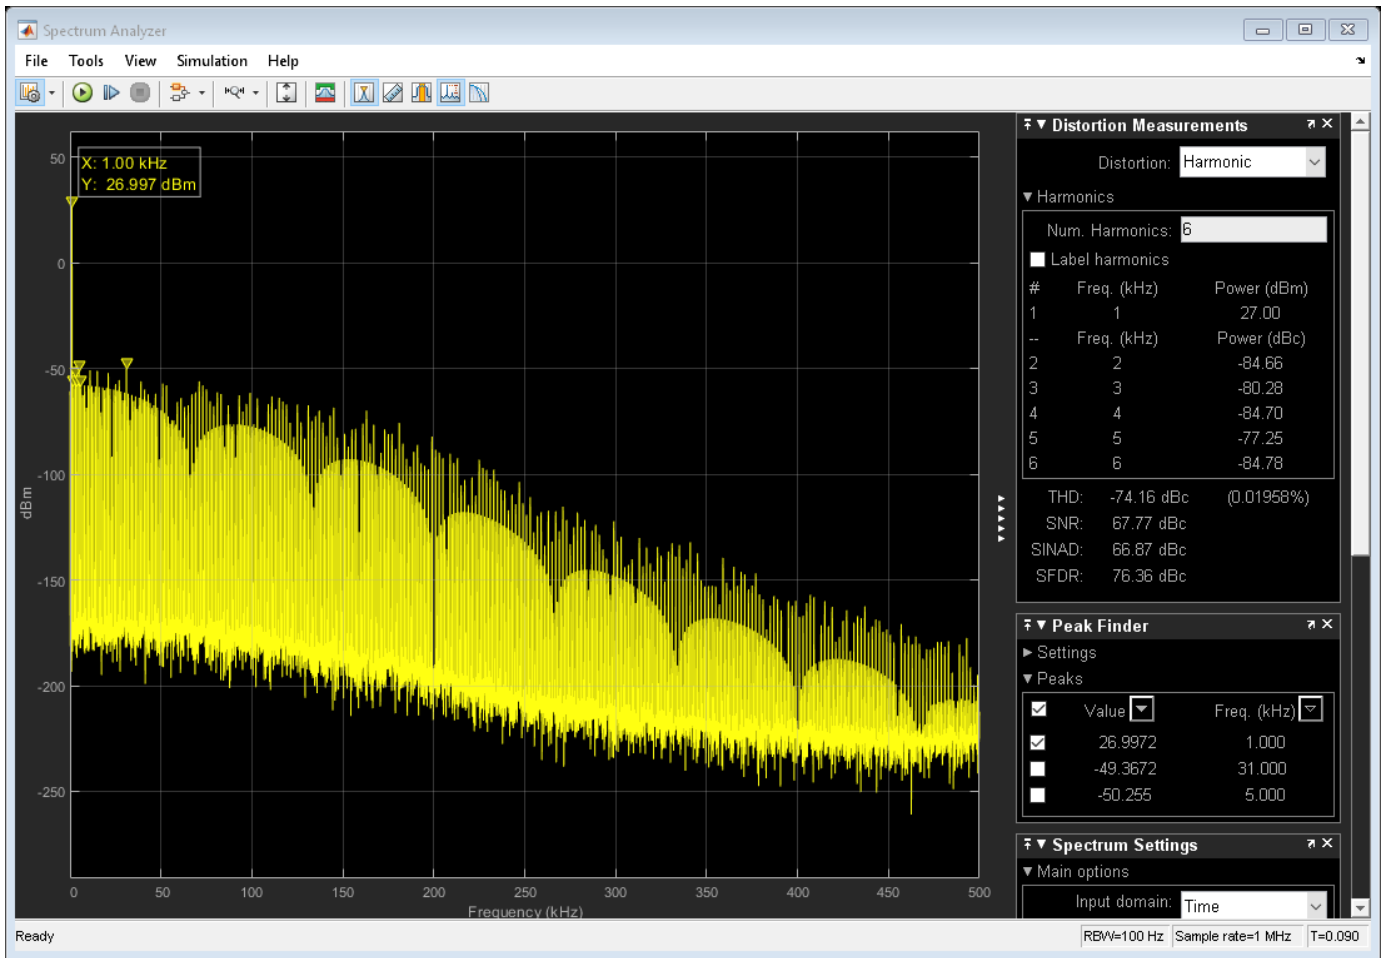 Spectrum Analyzer
File Tools View Simulation Help
X: 1.00 kHz
Y: 26.997 dBm
50
0
-50
-100
-150
-200
-250
dBm
0 50 100 150 200 250 300 350 400 450 500
Frequency (kHz)
Distortion Measurements
Distortion: Harmonic
Harmonics
Num. Harmonics: 6
Label harmonics
# Freq. (kHz) Power (dBm)
1 1 27.00
-- Freq. (kHz) Power (dBc)
2 2 -84.66
3 3 -80.28
4 4 -84.70
5 5 -77.25
6 6 -84.78
THD: -74.16 dBc (0.01958%)
SNR: 67.77 dBc
SINAD: 66.87 dBc
SFDR: 76.36 dBc
Peak Finder
Settings
Peaks
Value Freq. (kHz)
26.9972 1.000
-49.3672 31.000
-50.255 5.000
Spectrum Settings
Main options
Input domain: Time
Ready
RBW=100 Hz Sample rate=1 MHz T=0.090